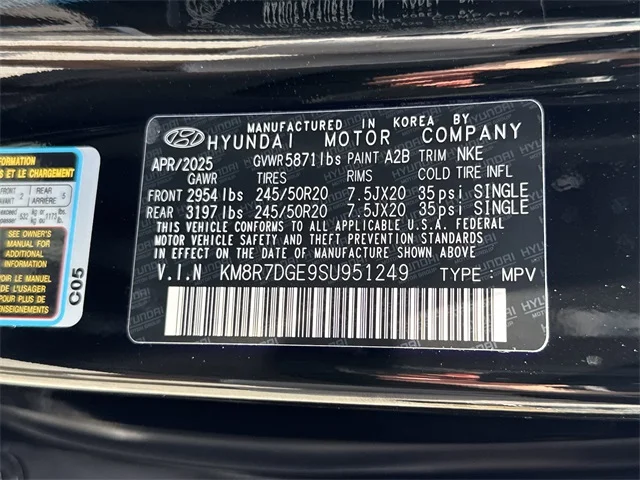 MANUFACTURED IN KOREA BY
HYUNDAI MOTOR COMPANY
APR/2025 GVWR 5871lbs PAINT A2B TRIM NKE
GAWR TIRES RIMS COLD TIRE INFL
FRONT 2954lbs 245/50R20 7.5JX20 35psi SINGLE
REAR 3197lbs 245/50R20 7.5JX20 35psi SINGLE
THIS VEHICLE CONFORMS TO ALL APPLICABLE U.S.A. FEDERAL
MOTOR VEHICLE SAFETY AND THEFT PREVENTION STANDARDS
IN EFFECT ON THE DATE OF MANUFACTURE SHOWN ABOVE
V.I.N KM8R7DGE9SU951249 TYPE : MPV
ET LE CHARGEMENT
REAR
ARRIÈRE
SEE OWNER'S
MANUAL FOR
ADDITIONAL
INFORMATION
VOIR LE MANUEL
DE L'USAGER
POUR PLUS DE
C05